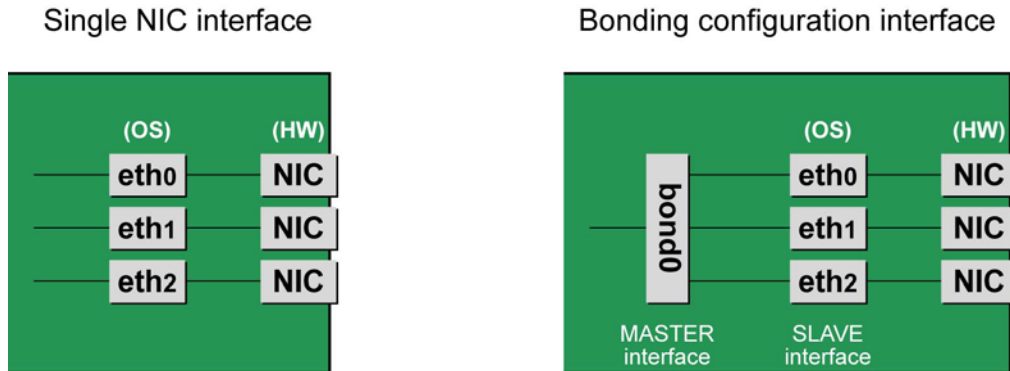 Single NIC interface
(OS) (HW)
eth0 NIC
eth1 NIC
eth2 NIC
Bonding configuration interface
(OS) (HW)
bond0
eth0 NIC
eth1 NIC
eth2 NIC
MASTER
interface
SLAVE
interface